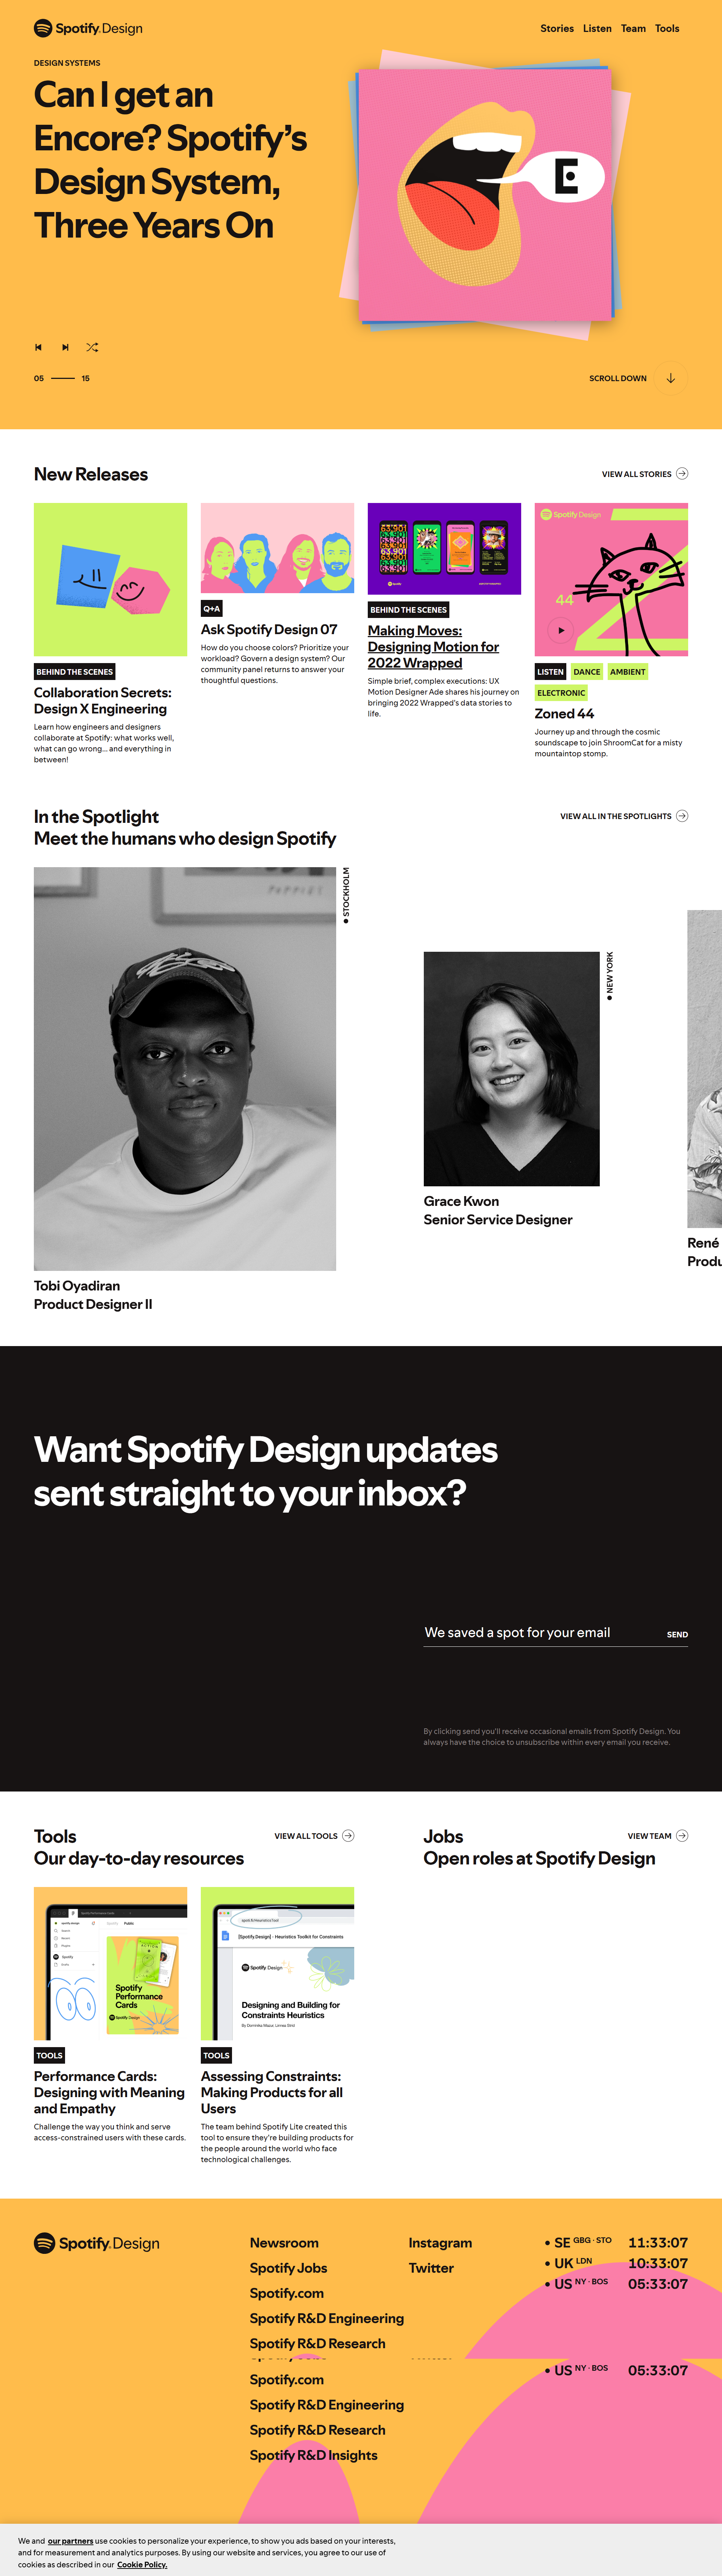 Spotify Design
Stories Listen Team Tools
DESIGN SYSTEMS
Can I get an
Encore? Spotify’s
Design System,
Three Years On
E
05 15
SCROLL DOWN
New Releases
VIEW ALL STORIES
BEHIND THE SCENES
Collaboration Secrets:
Design X Engineering
Learn how engineers and designers
collaborate at Spotify: what works well,
what can go wrong... and everything in
between!
Q+A
Ask Spotify Design 07
How do you choose colors? Prioritize your
workload? Govern a design system? Our
community panel returns to answer your
thoughtful questions.
63,901
BEHIND THE SCENES
Making Moves:
Designing Motion for
2022 Wrapped
Simple brief, complex executions: UX
Motion Designer Ade shares his journey on
bringing 2022 Wrapped's data stories to
life.
Spotify Design
44
LISTEN DANCE AMBIENT
ELECTRONIC
Zoned 44
Journey up and through the cosmic
soundscape to join ShroomCat for a misty
mountaintop stomp.
In the Spotlight
Meet the humans who design Spotify
VIEW ALL IN THE SPOTLIGHTS
STOCKHOLM
Tobi Oyadiran
Product Designer II
NEW YORK
Grace Kwon
Senior Service Designer
René
Produ
Want Spotify Design updates
sent straight to your inbox?
We saved a spot for your email
SEND
By clicking send you'll receive occasional emails from Spotify Design. You
always have the choice to unsubscribe within every email you receive.
Tools
Our day-to-day resources
VIEW ALL TOOLS
Spotify
Performance
Cards
Spotify Design
TOOLS
Performance Cards:
Designing with Meaning
and Empathy
Challenge the way you think and serve
access-constrained users with these cards.
[Spotify.Design] - Heuristics Toolkit for Constraints
Spotify Design
Designing and Building for
Constraints Heuristics
TOOLS
Assessing Constraints:
Making Products for all
Users
The team behind Spotify Lite created this
tool to ensure they're building products for
the people around the world who face
technological challenges.
Jobs
Open roles at Spotify Design
VIEW TEAM
Spotify Design
Newsroom
Spotify Jobs
Spotify.com
Spotify R&D Engineering
Spotify R&D Research
Instagram
Twitter
• SE GBG · STO 11:33:07
• UK LDN 10:33:07
• US NY · BOS 05:33:07
Spotify.com
Spotify R&D Engineering
Spotify R&D Research
Spotify R&D Insights
• US NY · BOS 05:33:07
We and our partners use cookies to personalize your experience, to show you ads based on your interests,
and for measurement and analytics purposes. By using our website and services, you agree to our use of
cookies as described in our Cookie Policy.